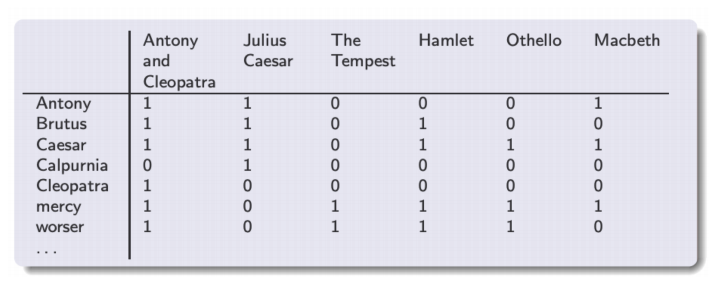 Antony Julius The Hamlet Othello Macbeth
and Caesar Tempest
Cleopatra
Antony 1 1 0 0 0 1
Brutus 1 1 0 1 0 0
Caesar 1 1 0 1 1 1
Calpurnia 0 1 0 0 0 0
Cleopatra 1 0 0 0 0 0
mercy 1 0 1 1 1 1
worser 1 0 1 1 1 0
...